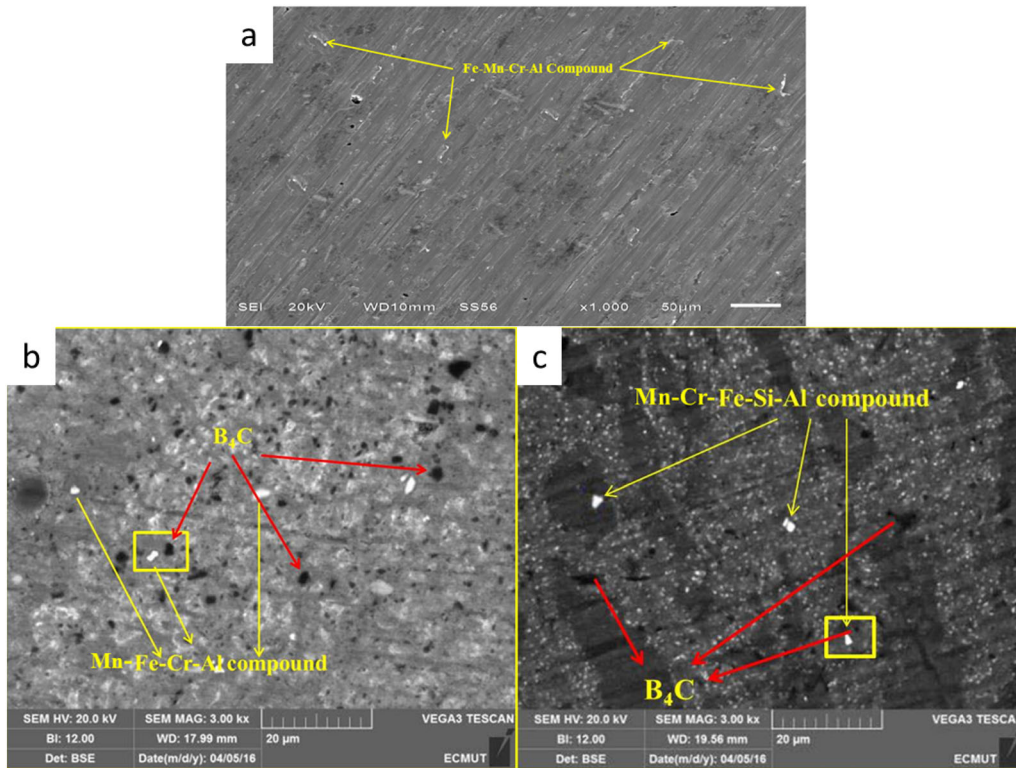 a
Fe-Mn-Cr-Al Compound
SEI 20kV WD10mm SS56 x1.000 50µm
b
B₄C
Mn-Fe-Cr-Al compound
SEM HV: 20.0 kV SEM MAG: 3.00 kx VEGA3 TESCAN
BI: 12.00 WD: 17.99 mm 20 µm
Det: BSE Date(m/d/y): 04/05/16 ECMUT
c
Mn-Cr-Fe-Si-Al compound
B₄C
SEM HV: 20.0 kV SEM MAG: 3.00 kx VEGA3 TESCAN
BI: 12.00 WD: 19.56 mm 20 µm
Det: BSE Date(m/d/y): 04/05/16 ECMUT